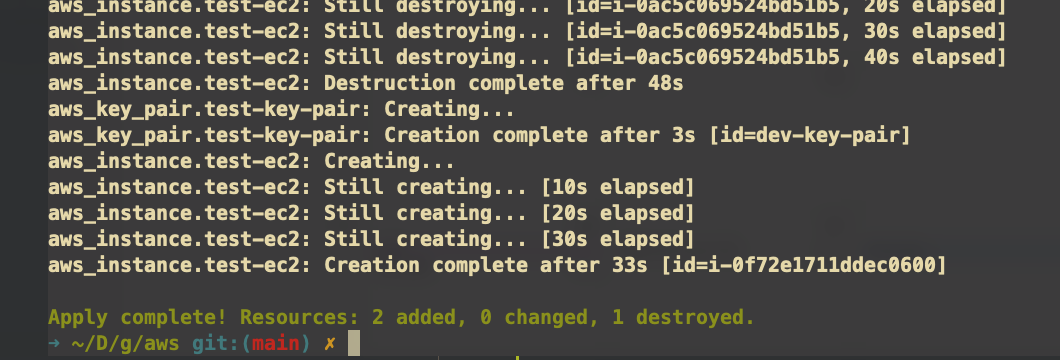 aws_instance.test-ec2: Still destroying... [id=i-0ac5c069524bd51b5, 20s elapsed]
aws_instance.test-ec2: Still destroying... [id=i-0ac5c069524bd51b5, 30s elapsed]
aws_instance.test-ec2: Still destroying... [id=i-0ac5c069524bd51b5, 40s elapsed]
aws_instance.test-ec2: Destruction complete after 48s
aws_key_pair.test-key-pair: Creating...
aws_key_pair.test-key-pair: Creation complete after 3s [id=dev-key-pair]
aws_instance.test-ec2: Creating...
aws_instance.test-ec2: Still creating... [10s elapsed]
aws_instance.test-ec2: Still creating... [20s elapsed]
aws_instance.test-ec2: Still creating... [30s elapsed]
aws_instance.test-ec2: Creation complete after 33s [id=i-0f72e1711ddec0600]
Apply complete! Resources: 2 added, 0 changed, 1 destroyed.
→ ~/D/g/aws git:(main) ✗